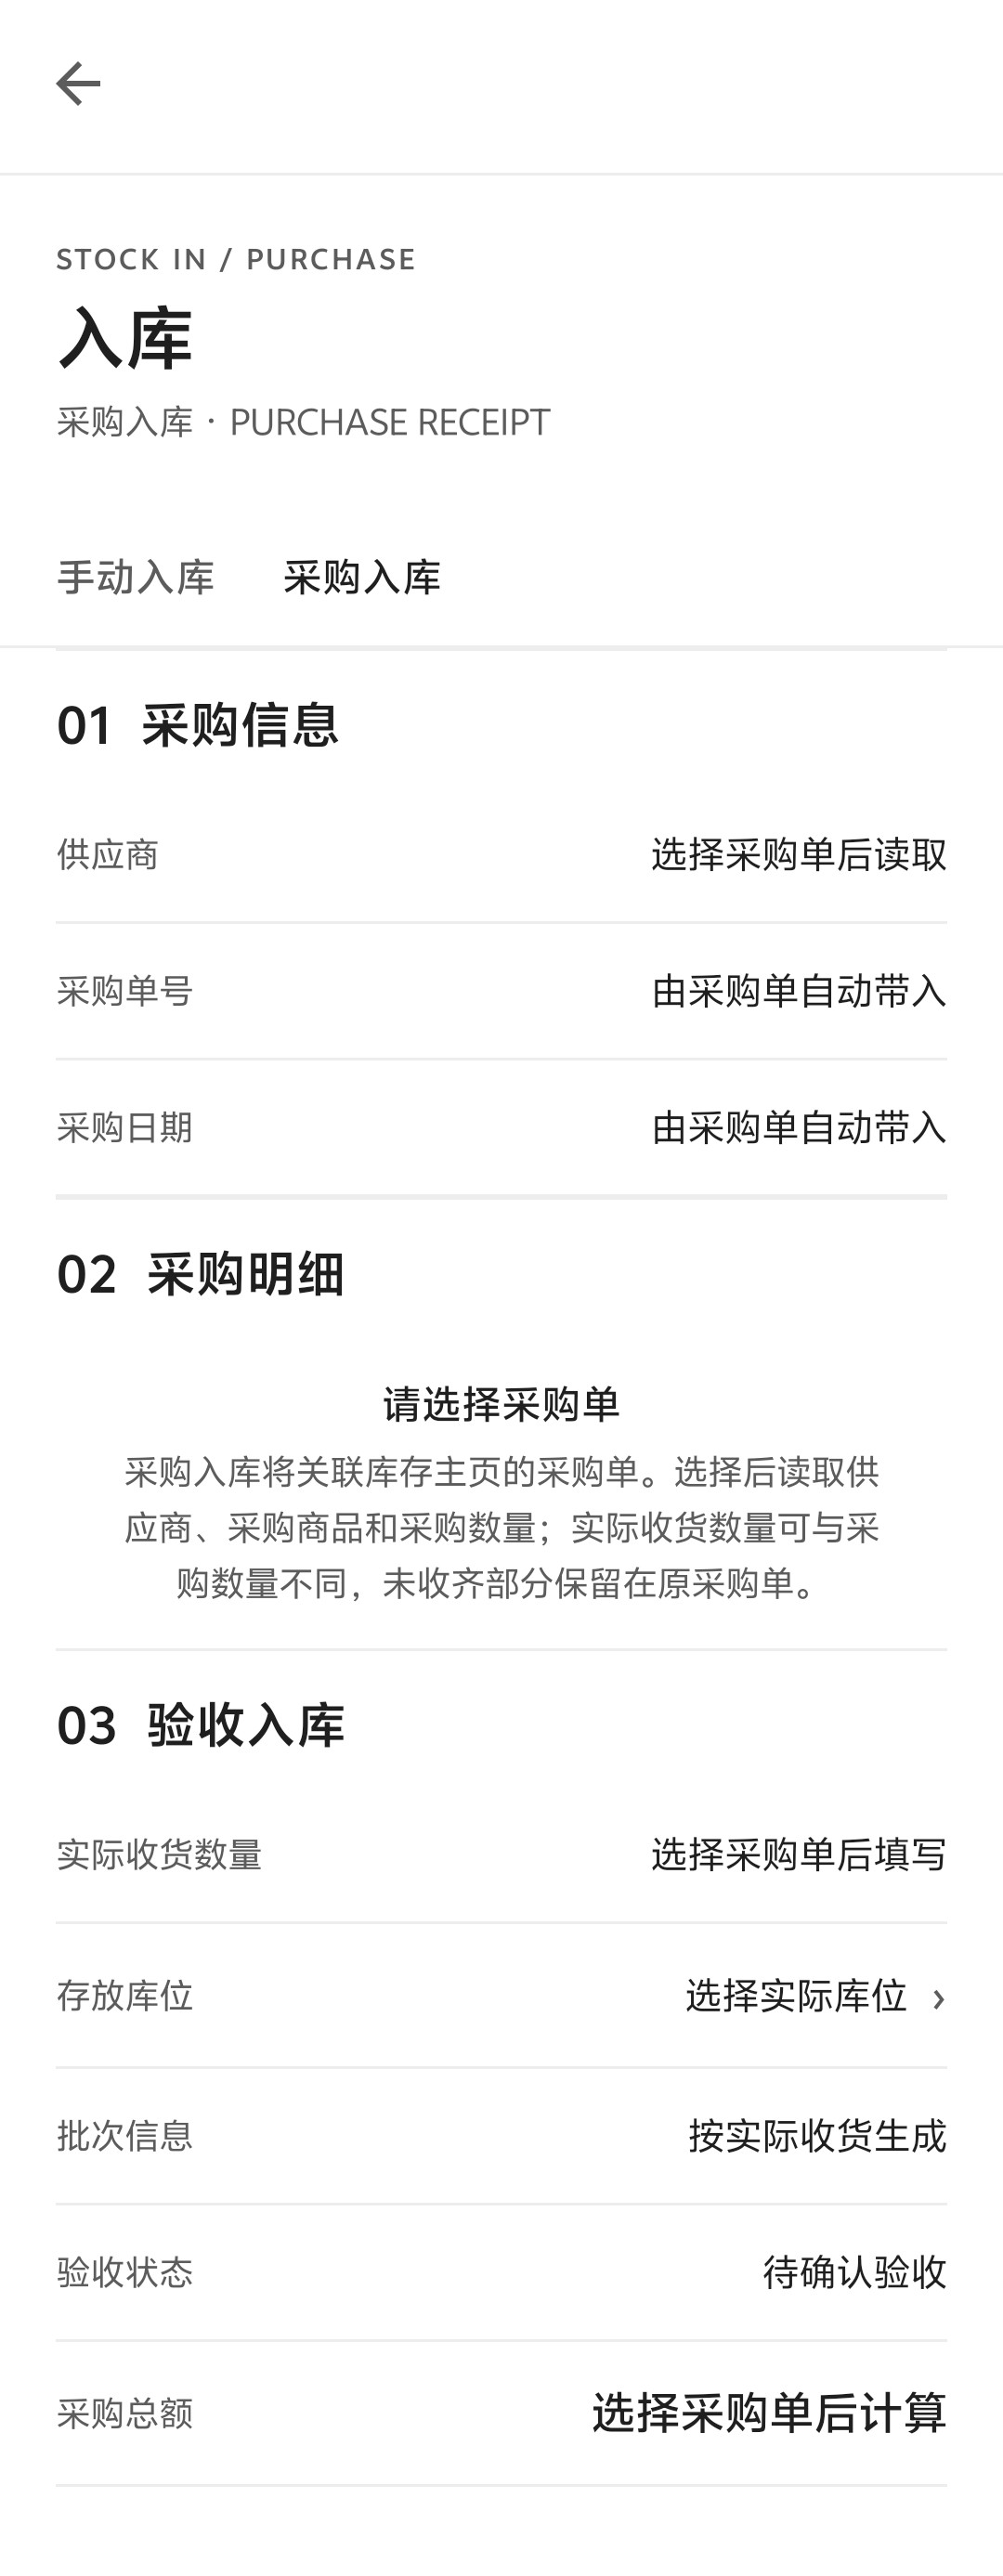 STOCK IN / PURCHASE
入库
采购入库 · PURCHASE RECEIPT
手动入库 采购入库
01 采购信息
供应商 选择采购单后读取
采购单号 由采购单自动带入
采购日期 由采购单自动带入
02 采购明细
请选择采购单
采购入库将关联库存主页的采购单。选择后读取供
应商、采购商品和采购数量；实际收货数量可与采
购数量不同，未收齐部分保留在原采购单。
03 验收入库
实际收货数量 选择采购单后填写
存放库位 选择实际库位 ›
批次信息 按实际收货生成
验收状态 待确认验收
采购总额 选择采购单后计算